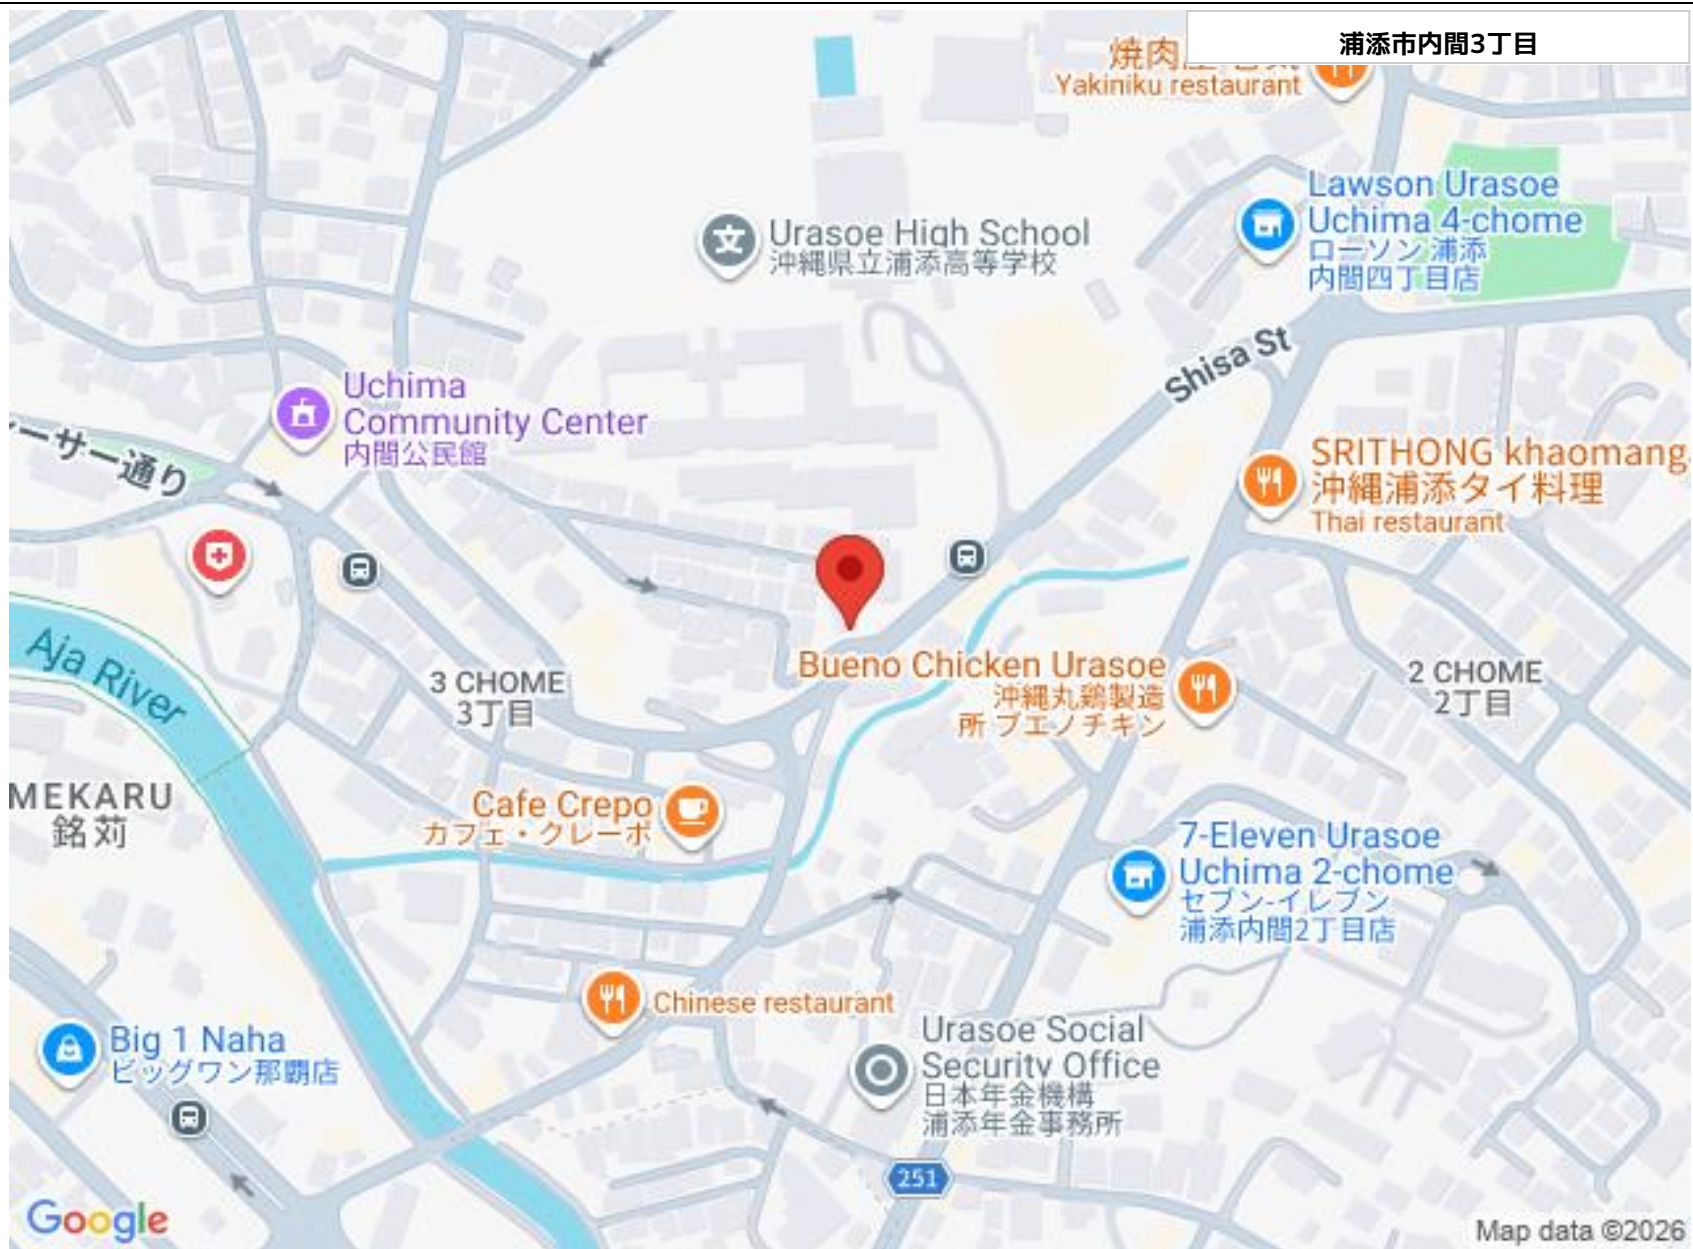 浦添市内間3丁目
焼肉
Yakiniku restaurant
Lawson Urasoe
Uchima 4-chome
ローソン 浦添
内間四丁目店
Urasoe High School
沖縄県立浦添高等学校
Shisa St
Uchima
Community Center
内間公民館
ーサー通り
SRITHONG khaomang
沖縄浦添タイ料理
Thai restaurant
Aja River
3 CHOME
3丁目
Bueno Chicken Urasoe
沖縄丸鶏製造
所 ブエノチキン
2 CHOME
2丁目
MEKARU
銘苅
Cafe Crepo
カフェ・クレーポ
7-Eleven Urasoe
Uchima 2-chome
セブン-イレブン
浦添内間2丁目店
Chinese restaurant
Big 1 Naha
ビッグワン那覇店
Urasoe Social
Security Office
日本年金機構
浦添年金事務所
251
Google
Map data ©2026